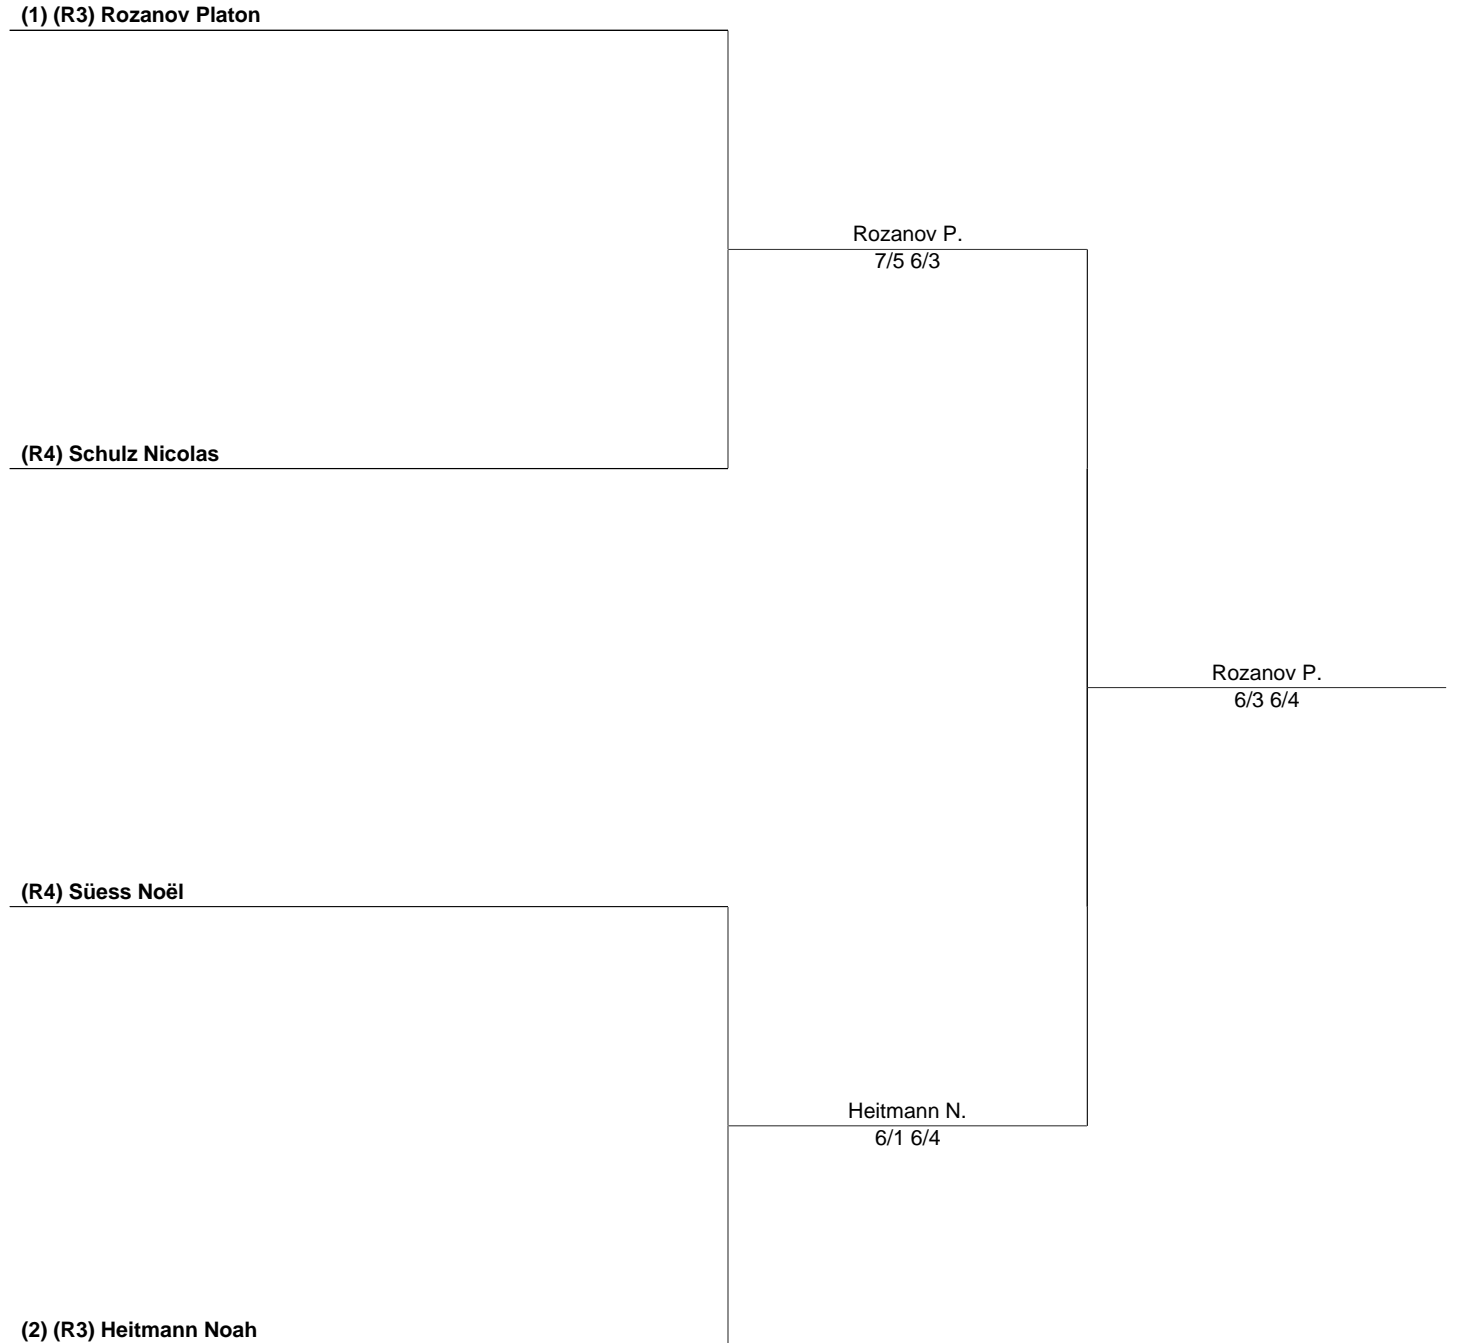 (1) (R3) Rozanov Platon
Rozanov P.
7/5 6/3
(R4) Schulz Nicolas
Rozanov P.
6/3 6/4
(R4) Süess Noël
Heitmann N.
6/1 6/4
(2) (R3) Heitmann Noah